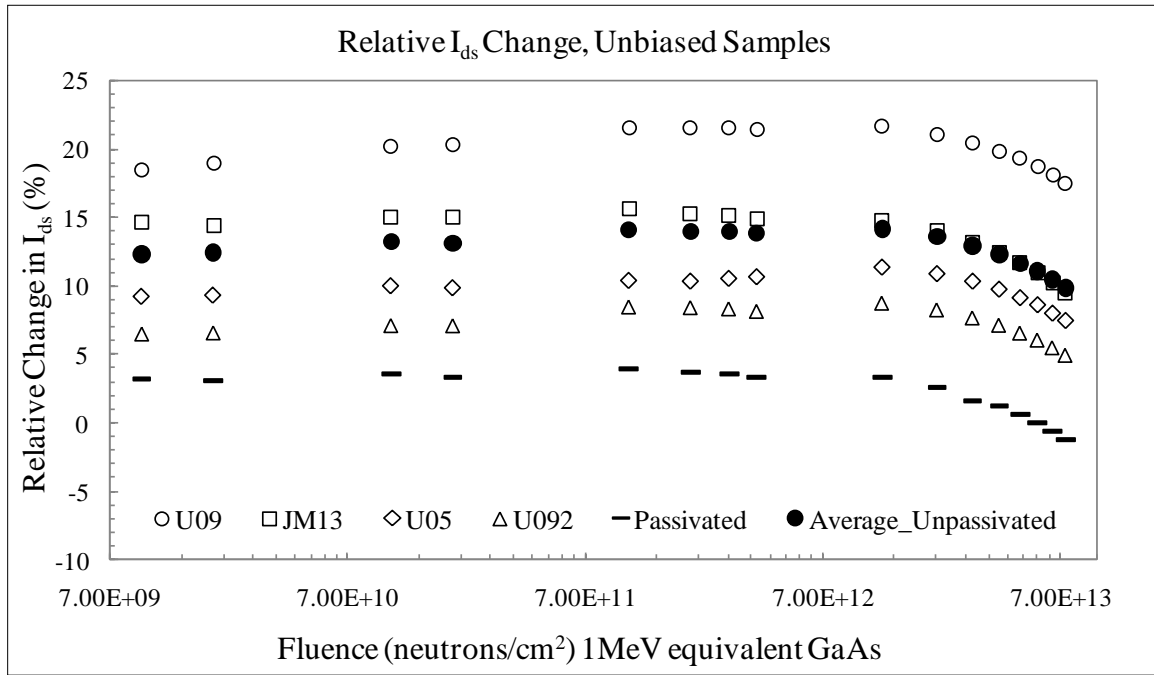 Relative Ids Change, Unbiased Samples
Relative Change in Ids (%)
25
20
15
10
5
0
-5
-10
U09 JM13 U05 U092 Passivated Average_Unpassivated
7.00E+09 7.00E+10 7.00E+11 7.00E+12 7.00E+13
Fluence (neutrons/cm²) 1MeV equivalent GaAs